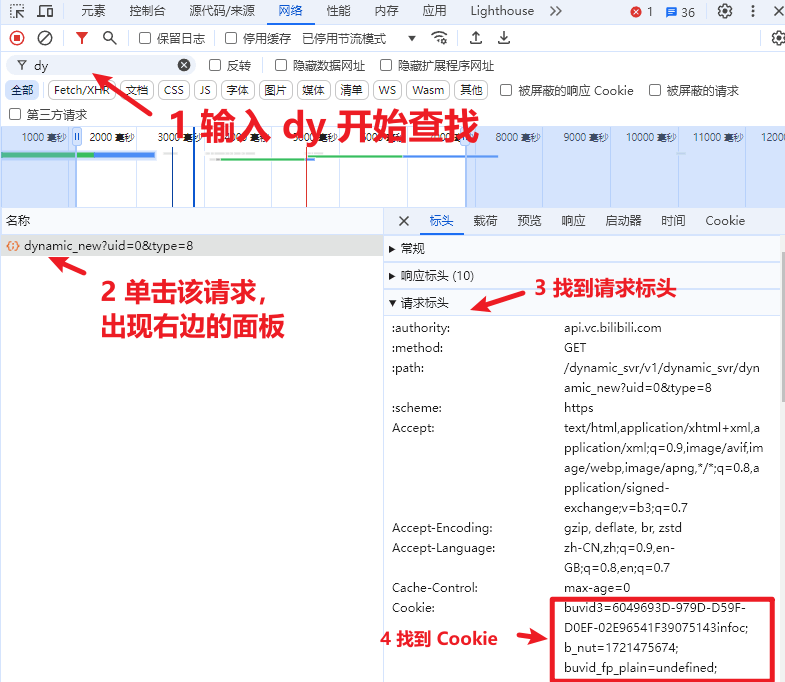 元素 控制台 源代码/来源 网络 性能 内存 应用 Lighthouse 1 36
保留日志 停用缓存 已停用节流模式
dy 反转 隐藏数据网址 隐藏扩展程序网址
全部 Fetch/XHR 文档 CSS JS 字体 图片 媒体 清单 WS Wasm 其他 被屏蔽的响应 Cookie 被屏蔽的请求
第三方请求
1 输入 dy 开始查找
1000 毫秒 2000 毫秒 8000 毫秒 9000 毫秒 10000 毫秒 11000 毫秒
名称
dynamic_new?uid=0&type=8
2 单击该请求，
出现右边的面板
标头 载荷 预览 响应 启动器 时间 Cookie
常规
响应标头 (10)
请求标头
3 找到请求标头
:authority: api.vc.bilibili.com
:method: GET
:path: /dynamic_svr/v1/dynamic_svr/dyn
amic_new?uid=0&type=8
:scheme: https
Accept: text/html,application/xhtml+xml,a
pplication/xml;q=0.9,image/avif,im
age/webp,image/apng,*/*;q=0.8,a
pplication/signed-
exchange;v=b3;q=0.7
Accept-Encoding: gzip, deflate, br, zstd
Accept-Language: zh-CN,zh;q=0.9,en-
GB;q=0.8,en;q=0.7
Cache-Control: max-age=0
Cookie: buvid3=6049693D-979D-D59F-
D0EF-02E96541F39075143infoc;
b_nut=1721475674;
buvid_fp_plain=undefined;
4 找到 Cookie